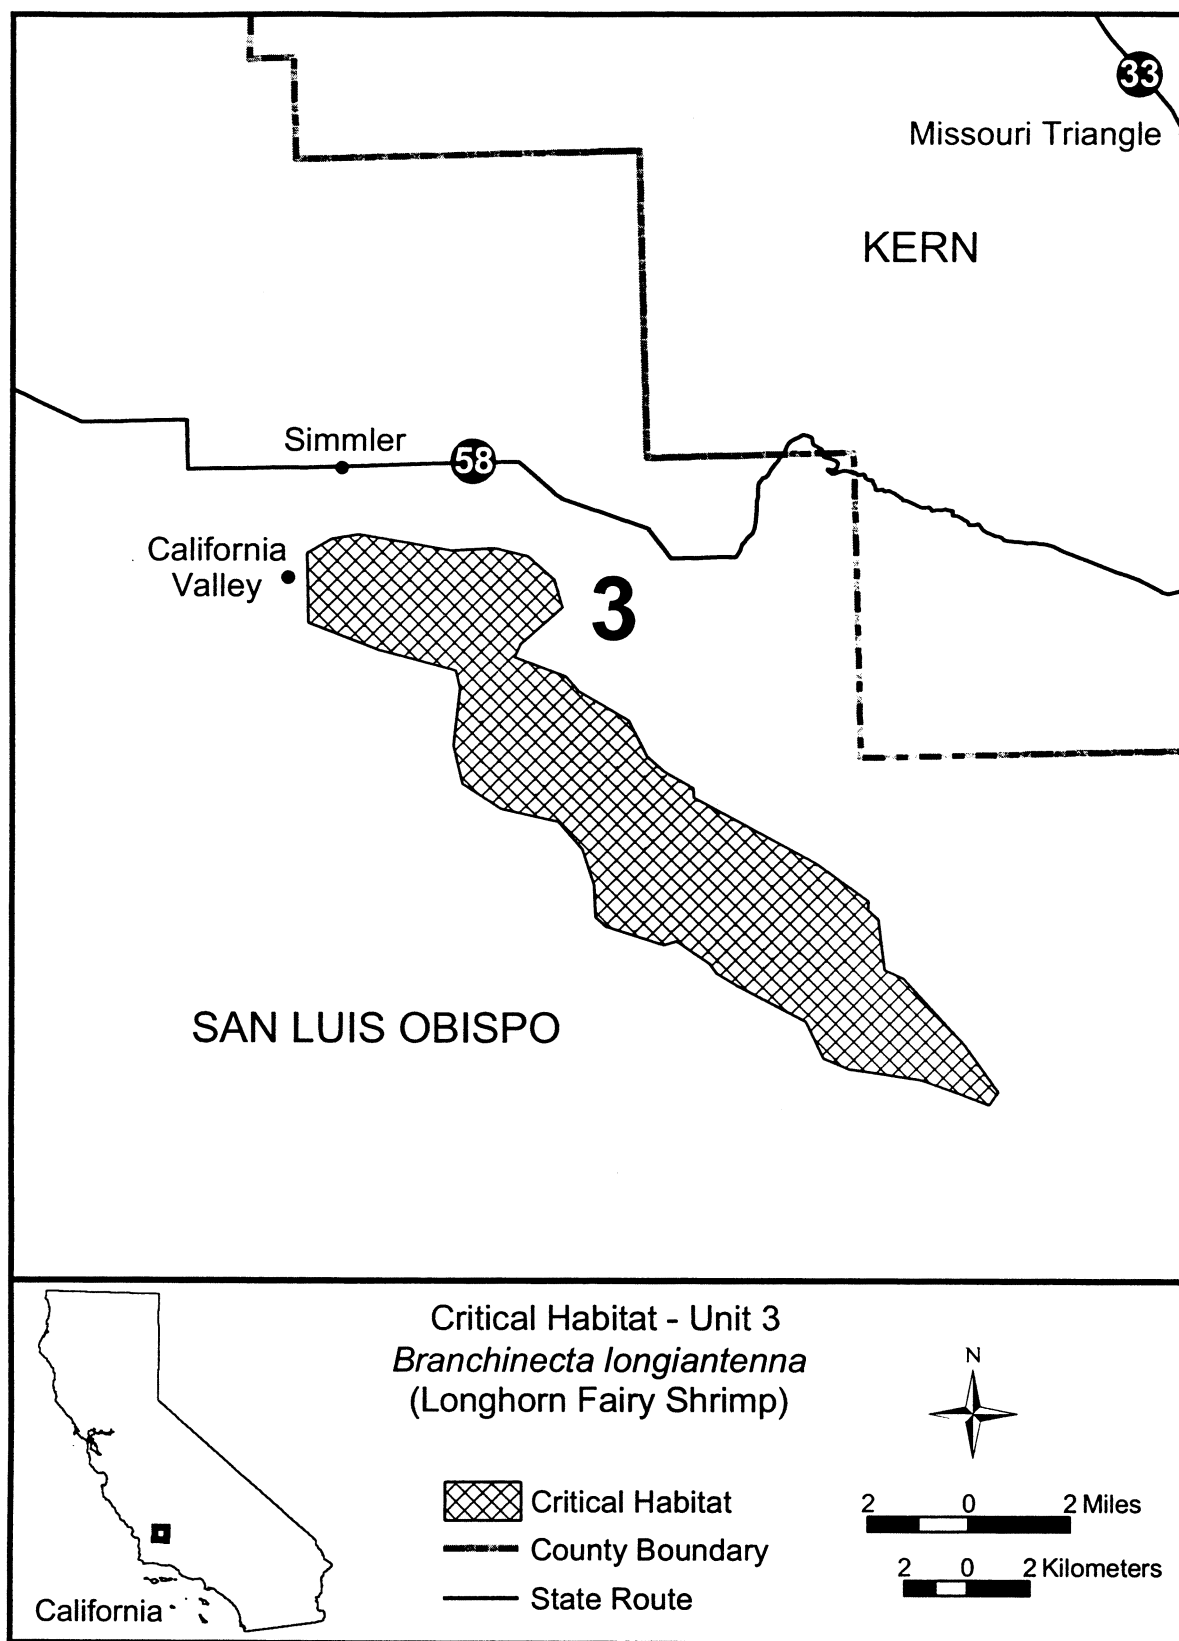 33
Missouri Triangle
KERN
Simmler
58
California
Valley
3
SAN LUIS OBISPO
Critical Habitat - Unit 3
Branchinecta longiantenna
(Longhorn Fairy Shrimp)
N
Critical Habitat
County Boundary
State Route
2 0 2 Miles
2 0 2 Kilometers
California